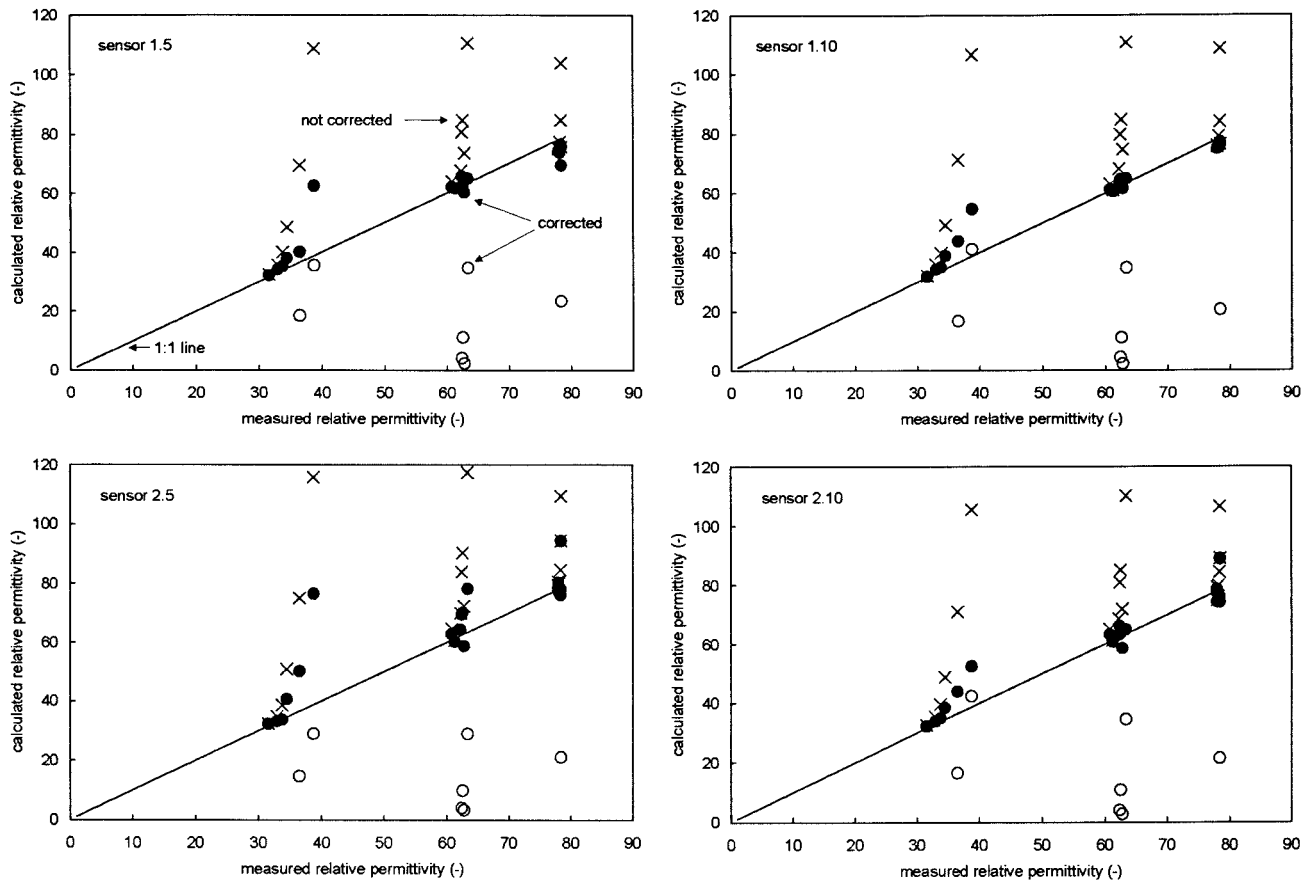 120
100
80
60
40
20
0
calculated relative permittivity (-)
sensor 1.5
not corrected
corrected
1:1 line
0 10 20 30 40 50 60 70 80 90
measured relative permittivity (-)
120
100
80
60
40
20
0
calculated relative permittivity (-)
sensor 1.10
0 10 20 30 40 50 60 70 80 90
measured relative permittivity (-)
120
100
80
60
40
20
0
calculated relative permittivity (-)
sensor 2.5
0 10 20 30 40 50 60 70 80 90
measured relative permittivity (-)
120
100
80
60
40
20
0
calculated relative permittivity (-)
sensor 2.10
0 10 20 30 40 50 60 70 80 90
measured relative permittivity (-)